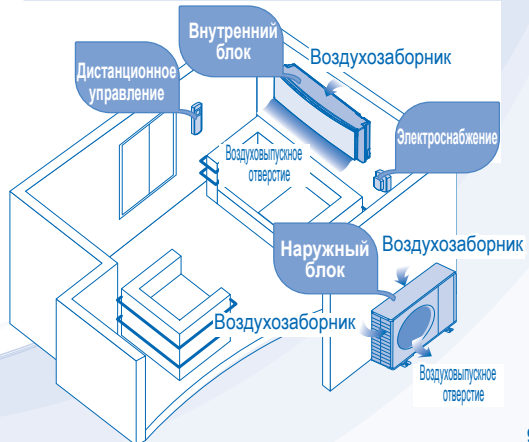 Внутренний
блок
Воздухозаборник
Дистанционное
управление
Электроснабжение
Воздуховыпускное
отверстие
Наружный
блок
Воздухозаборник
Воздухозаборник
Воздуховыпускное
отверстие